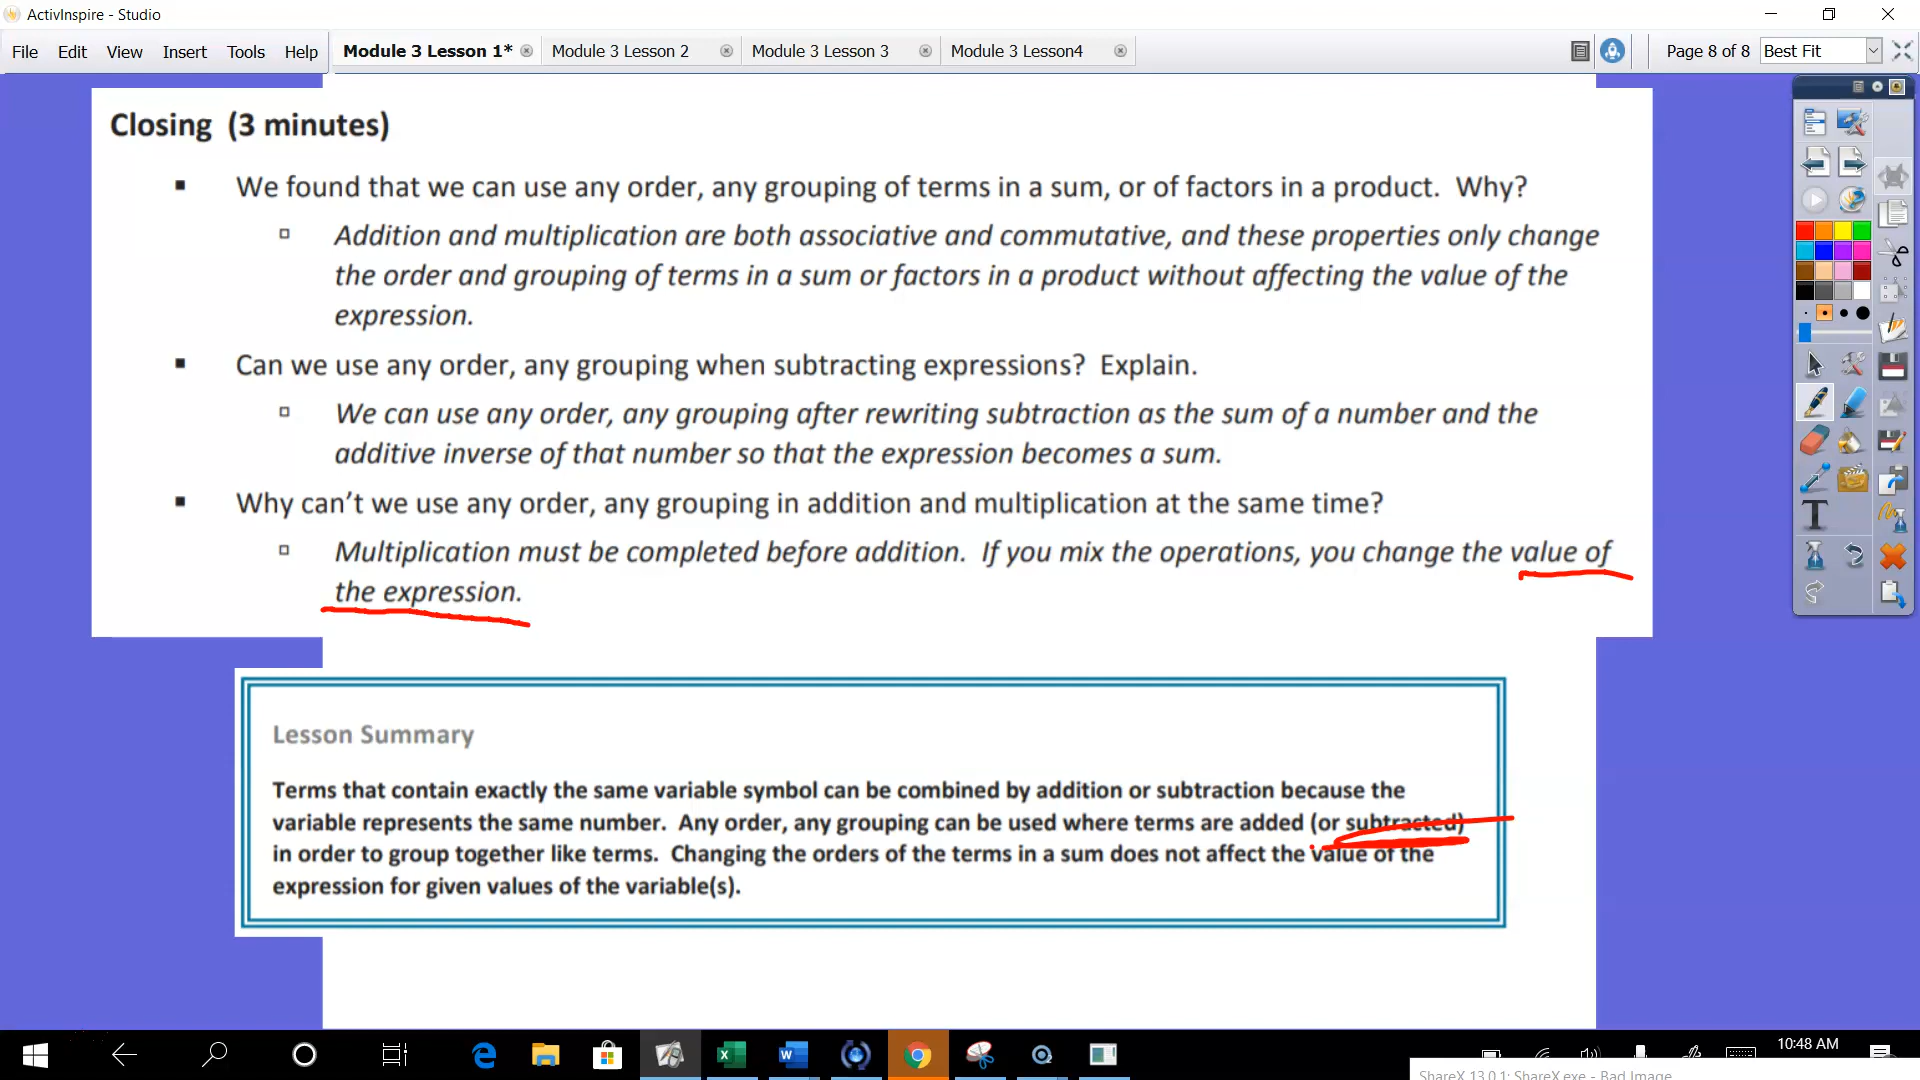 ActivInspire - Studio
File Edit View Insert Tools Help Module 3 Lesson 1* Module 3 Lesson 2 Module 3 Lesson 3 Module 3 Lesson4 Page 8 of 8 Best Fit
Closing (3 minutes)
We found that we can use any order, any grouping of terms in a sum, or of factors in a product. Why?
Addition and multiplication are both associative and commutative, and these properties only change
the order and grouping of terms in a sum or factors in a product without affecting the value of the
expression.
Can we use any order, any grouping when subtracting expressions? Explain.
We can use any order, any grouping after rewriting subtraction as the sum of a number and the
additive inverse of that number so that the expression becomes a sum.
Why can't we use any order, any grouping in addition and multiplication at the same time?
Multiplication must be completed before addition. If you mix the operations, you change the value of
the expression.
Lesson Summary
Terms that contain exactly the same variable symbol can be combined by addition or subtraction because the
variable represents the same number. Any order, any grouping can be used where terms are added (or subtracted)
in order to group together like terms. Changing the orders of the terms in a sum does not affect the value of the
expression for given values of the variable(s).
10:48 AM
ShareX 13.0.1: ShareX.exe - Bad Image